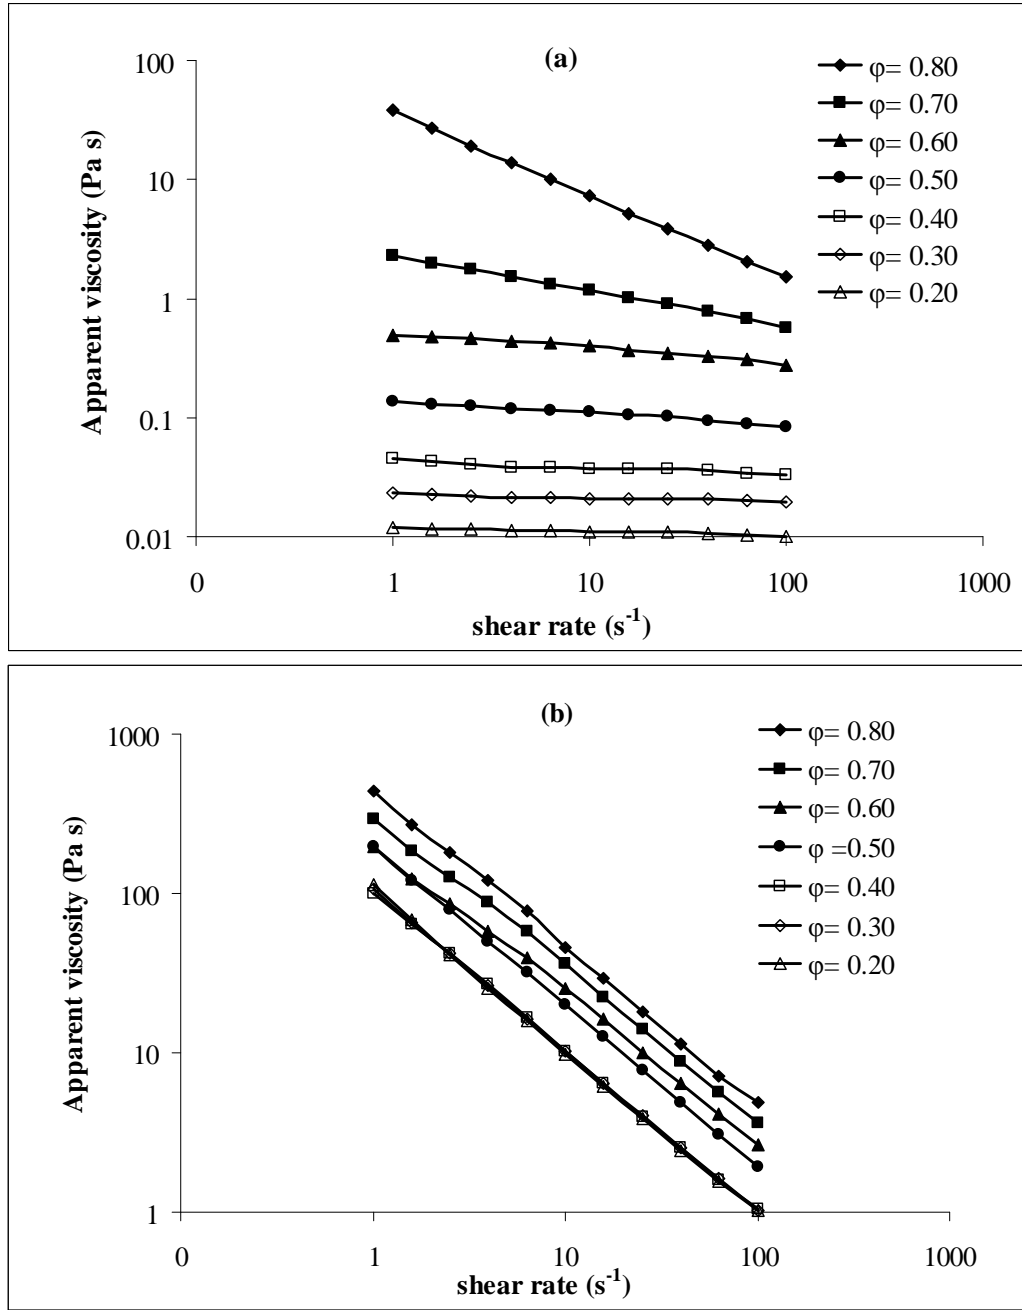 (a)
100
10
1
0.1
0.01
0
1
10
100
1000
Apparent viscosity (Pa s)
shear rate (s⁻¹)
φ= 0.80
φ= 0.70
φ= 0.60
φ= 0.50
φ= 0.40
φ= 0.30
φ= 0.20
(b)
1000
100
10
1
0
1
10
100
1000
Apparent viscosity (Pa s)
shear rate (s⁻¹)
φ= 0.80
φ= 0.70
φ= 0.60
φ =0.50
φ= 0.40
φ= 0.30
φ= 0.20